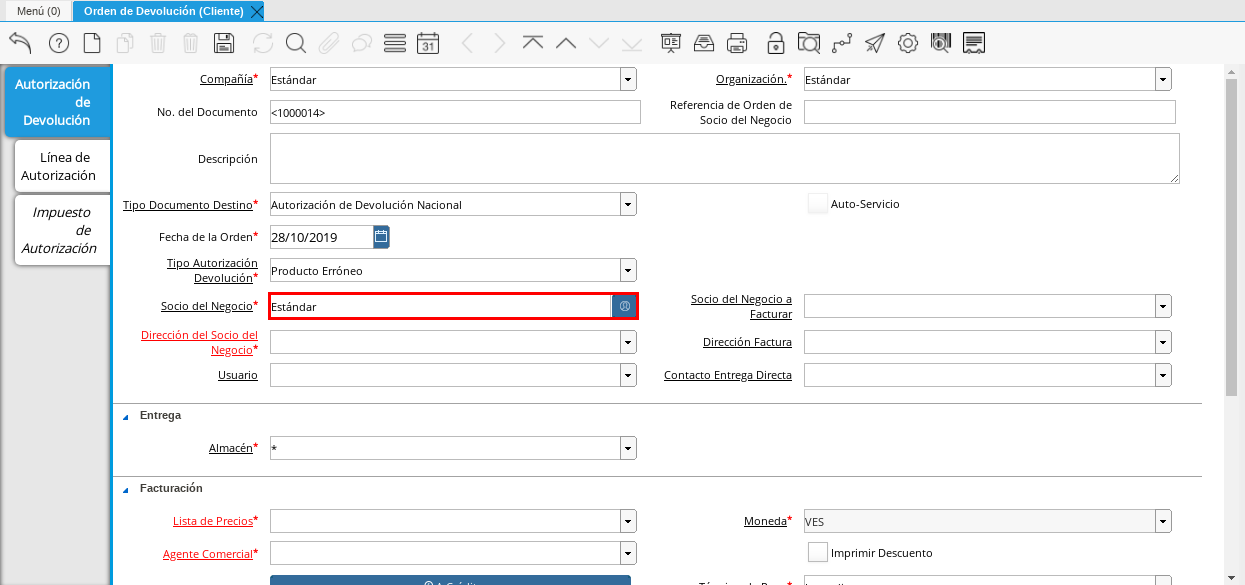 Menú (0)
Orden de Devolución (Cliente)
31
Autorización
de
Devolución
Línea de
Autorización
Impuesto
de
Autorización
Compañía* Estándar
Organización.* Estándar
No. del Documento <1000014>
Referencia de Orden de
Socio del Negocio
Descripción
Tipo Documento Destino* Autorización de Devolución Nacional
Auto-Servicio
Fecha de la Orden* 28/10/2019
Tipo Autorización
Devolución* Producto Erróneo
Socio del Negocio* Estándar
Socio del Negocio a
Facturar
Dirección del Socio del
Negocio*
Dirección Factura
Usuario
Contacto Entrega Directa
Entrega
Almacén* *
Facturación
Lista de Precios*
Moneda* VES
Agente Comercial*
Imprimir Descuento